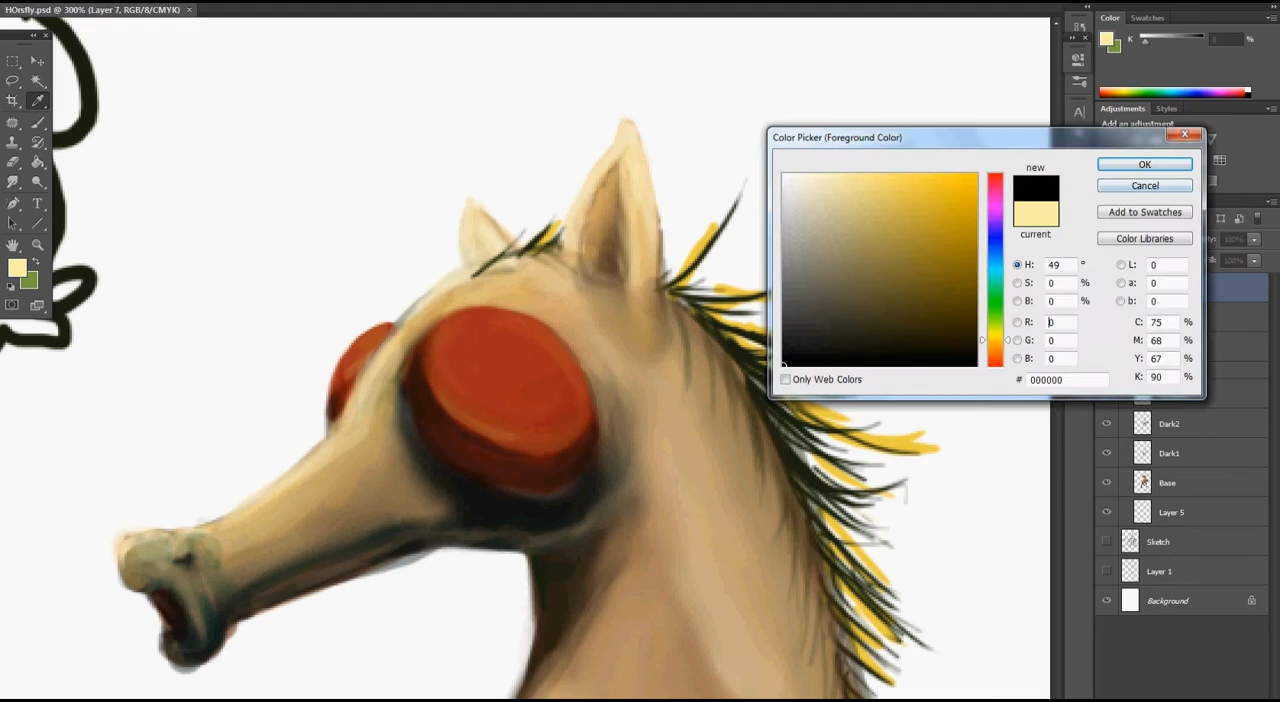 HOrsfly.psd @ 300% (Layer 7, RGB/8/CMYK) ×
Color Swatches
K %
Adjustments Styles
Add an adjustment
Color Picker (Foreground Color)
new
current
OK
Cancel
Add to Swatches
Color Libraries
H: 49 °
S: 0 %
B: 0 %
R: 0
G: 0
B: 0
L: 0
a: 0
b: 0
C: 75 %
M: 68 %
Y: 67 %
K: 90 %
# 000000
Only Web Colors
Dark2
Dark1
Base
Layer 5
Sketch
Layer 1
Background